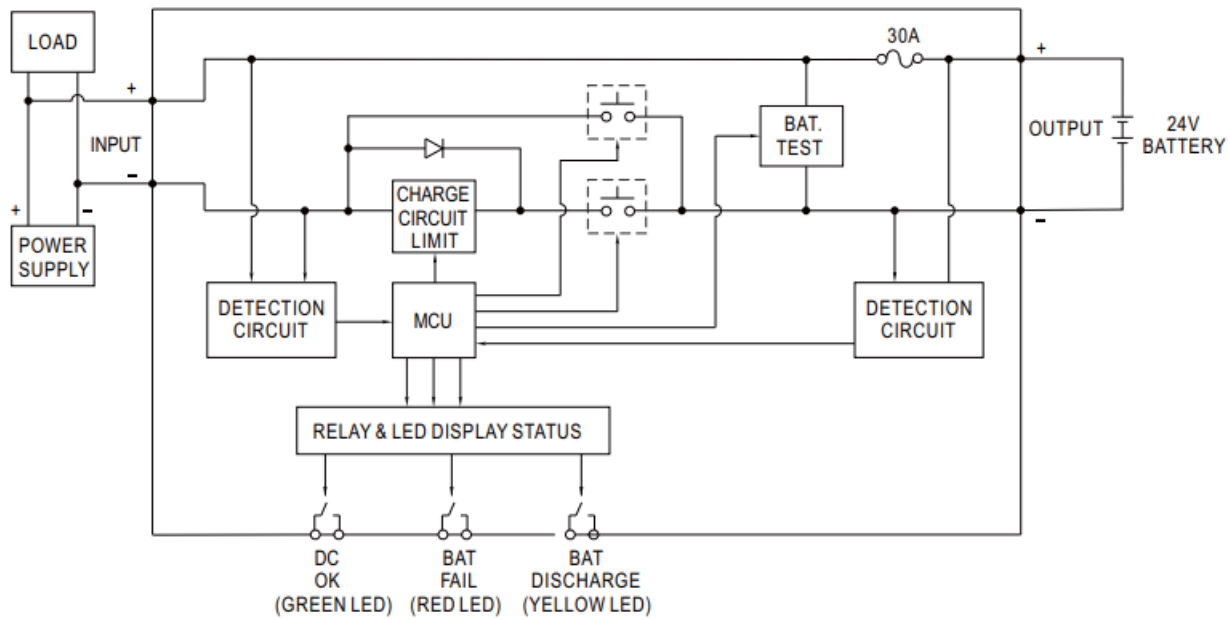 LOAD
30A
+
+
+
INPUT
BAT.
TEST
OUTPUT
24V
BATTERY
-
CHARGE
CIRCUIT
LIMIT
+
-
-
POWER
SUPPLY
DETECTION
CIRCUIT
MCU
DETECTION
CIRCUIT
RELAY & LED DISPLAY STATUS
DC
OK
(GREEN LED)
BAT
FAIL
(RED LED)
BAT
DISCHARGE
(YELLOW LED)